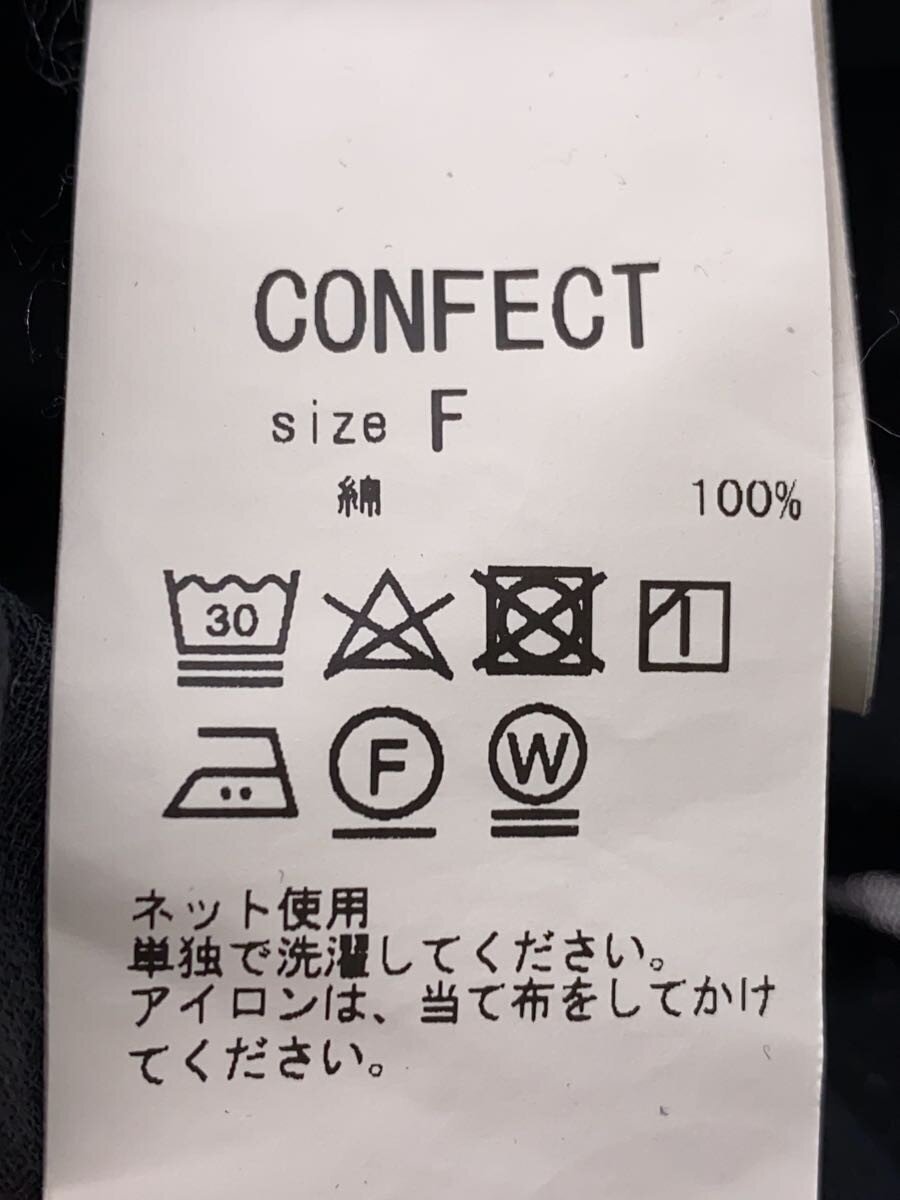 CONFECT
size F
綿 100%
30
F W
ネット使用
単独で洗濯してください。
アイロンは、当て布をしてかけ
てください。